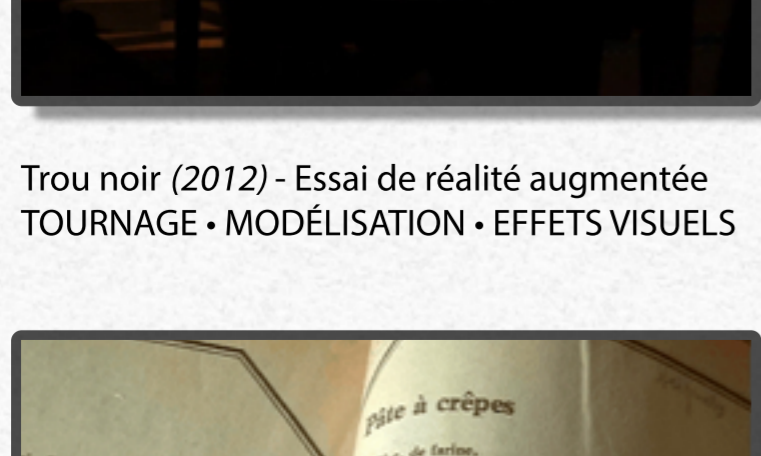 Trou noir (2012) - Essai de réalité augmentée
TOURNAGE • MODÉLISATION • EFFETS VISUELS
Pâte à crêpes
de farine,